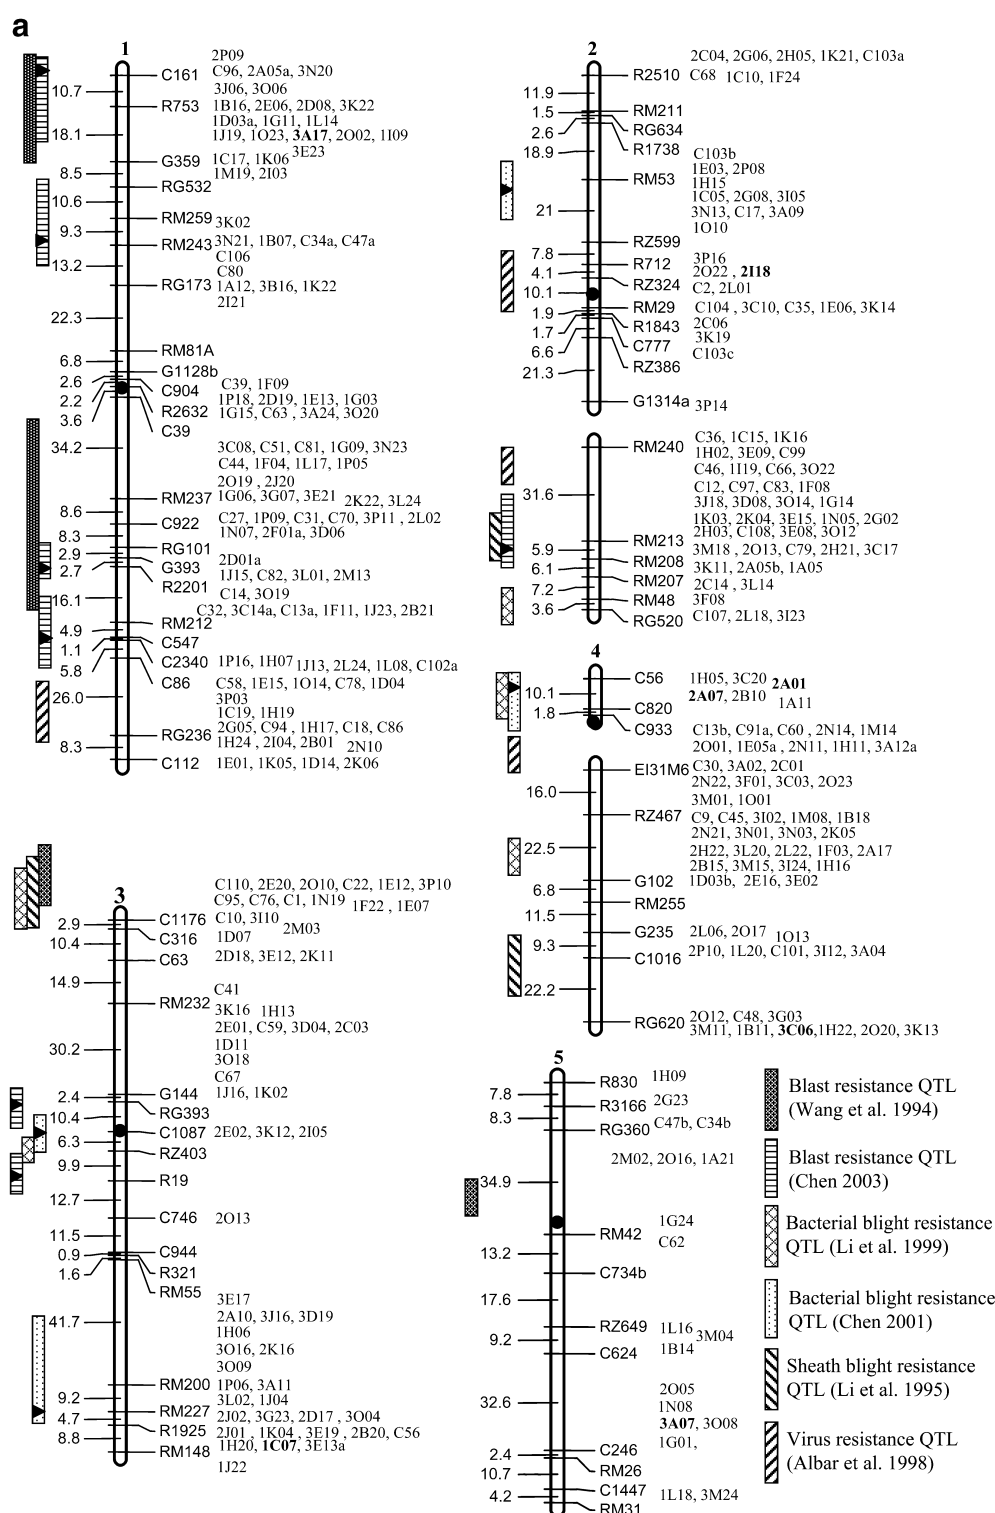 a
1
2P09
C161 C96, 2A05a, 3N20
10.7 3J06, 3O06
R753 1B16, 2E06, 2D08, 3K22
1D03a, 1G11, 1L14
18.1 1J19, 1O23, 3A17, 2O02, 1I09
3E23
G359 1C17, 1K06
8.5 1M19, 2I03
RG532
10.6
RM259 3K02
9.3
RM243 3N21, 1B07, C34a, C47a
C106
13.2 C80
RG173 1A12, 3B16, 1K22
2I21
22.3
RM81A
6.8
G1128b
2.6 C39, 1F09
C904
2.2 1P18, 2D19, 1E13, 1G03
R2632 1G15, C63 , 3A24, 3O20
3.6
C39
34.2 3C08, C51, C81, 1G09, 3N23
C44, 1F04, 1L17, 1P05
2O19 , 2J20
RM237 1G06, 3G07, 3E21 2K22, 3L24
8.6
C922 C27, 1P09, C31, C70, 3P11 , 2L02
8.3 1N07, 2F01a, 3D06
RG101
2.9 2D01a
G393
2.7 1J15, C82, 3L01, 2M13
R2201
16.1 C14, 3O19
C32, 3C14a, C13a, 1F11, 1J23, 2B21
RM212
4.9
C547
1.1
C2340 1P16, 1H07 1J13, 2L24, 1L08, C102a
5.8
C86 C58, 1E15, 1O14, C78, 1D04
26.0 3P03
1C19, 1H19
2G05, C94 , 1H17, C18, C86
RG236
8.3 1H24 , 2I04, 2B01 2N10
C112 1E01, 1K05, 1D14, 2K06
2
2C04, 2G06, 2H05, 1K21, C103a
R2510 C68 1C10, 1F24
11.9
1.5 RM211
2.6 RG634
18.9 R1738
C103b
1E03, 2P08
RM53 1H15
1C05, 2G08, 3I05
21 3N13, C17, 3A09
1O10
RZ599
7.8
R712 3P16
4.1 2O22 , 2I18
RZ324 C2, 2L01
10.1
RM29 C104 , 3C10, C35, 1E06, 3K14
1.9
R1843 2C06
1.7 3K19
C777
6.6 C103c
RZ386
21.3
G1314a 3P14
C36, 1C15, 1K16
RM240 1H02, 3E09, C99
C46, 1I19, C66, 3O22
C12, C97, C83, 1F08
31.6 3J18, 3D08, 3O14, 1G14
1K03, 2K04, 3E15, 1N05, 2G02
2H03, C108, 3E08, 3O12
RM213
5.9 3M18 , 2O13, C79, 2H21, 3C17
RM208
6.1 3K11, 2A05b, 1A05
RM207
7.2 2C14 , 3L14
RM48 3F08
3.6
RG520 C107, 2L18, 3I23
4
C56 1H05, 3C20 2A01
10.1 2A07, 2B10
1A11
C820
1.8
C933 C13b, C91a, C60 , 2N14, 1M14
2O01, 1E05a , 2N11, 1H11, 3A12a
EI31M6 C30, 3A02, 2C01
2N22, 3F01, 3C03, 2O23
16.0
3M01, 1O01
RZ467 C9, C45, 3I02, 1M08, 1B18
2N21, 3N01, 3N03, 2K05
22.5 2H22, 3L20, 2L22, 1F03, 2A17
2B15, 3M15, 3I24, 1H16
G102 1D03b, 2E16, 3E02
6.8
RM255
11.5
G235 2L06, 2O17 1O13
9.3
C1016 2P10, 1L20, C101, 3I12, 3A04
22.2
2O12, C48, 3G03
RG620 3M11, 1B11, 3C06,1H22, 2O20, 3K13
3
C110, 2E20, 2O10, C22, 1E12, 3P10
C95, C76, C1, 1N19 1F22 , 1E07
C1176 C10, 3I10
2.9 2M03
C316 1D07
10.4
C63 2D18, 3E12, 2K11
14.9
C41
RM232 3K16 1H13
2E01, C59, 3D04, 2C03
1D11
30.2
3O18
C67
G144 1J16, 1K02
2.4
RG393
10.4
C1087 2E02, 3K12, 2I05
6.3
RZ403
9.9
R19
12.7
C746 2O13
11.5
C944
0.9
R321
1.6
RM55
3E17
2A10, 3J16, 3D19
41.7
1H06
3O16, 2K16
3O09
RM200 1P06, 3A11
9.2 3L02, 1J04
RM227 2J02, 3G23, 2D17 , 3O04
4.7
R1925 2J01 , 1K04 , 3E19 , 2B20, C56
8.8 1H20, 1C07, 3E13a
RM148
1J22
5
R830 1H09
7.8
R3166 2G23
8.3
RG360 C47b, C34b
2M02, 2O16, 1A21
34.9
1G24
RM42
C62
13.2
C734b
17.6
RZ649 1L16
9.2 3M04
C624 1B14
2O05
32.6 1N08
3A07, 3O08
1G01,
C246
2.4
RM26
10.7
C1447
4.2 1L18, 3M24
RM31
Blast resistance QTL
(Wang et al. 1994)
Blast resistance QTL
(Chen 2003)
Bacterial blight resistance
QTL (Li et al. 1999)
Bacterial blight resistance
QTL (Chen 2001)
Sheath blight resistance
QTL (Li et al. 1995)
Virus resistance QTL
(Albar et al. 1998)